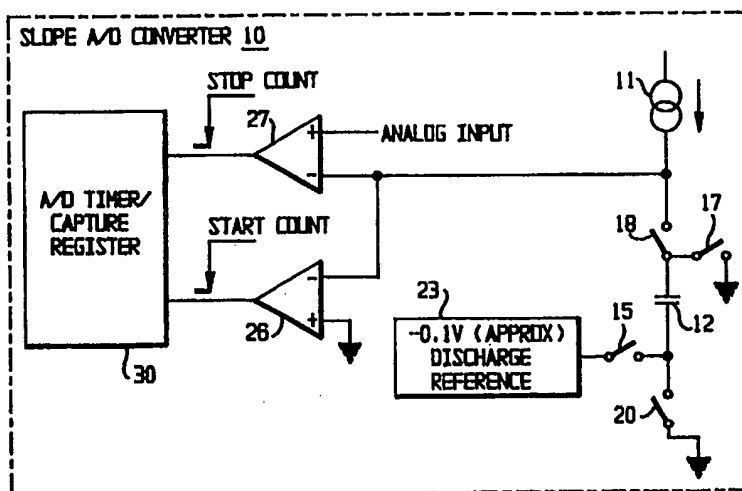 SLOPE A/D CONVERTER 10
STOP COUNT
11
27
+
ANALOG INPUT
-
A/D TIMER/
CAPTURE
REGISTER
START COUNT
18
17
-
23
12
+
26
-0.1V (APPROX)
DISCHARGE
REFERENCE
15
30
20